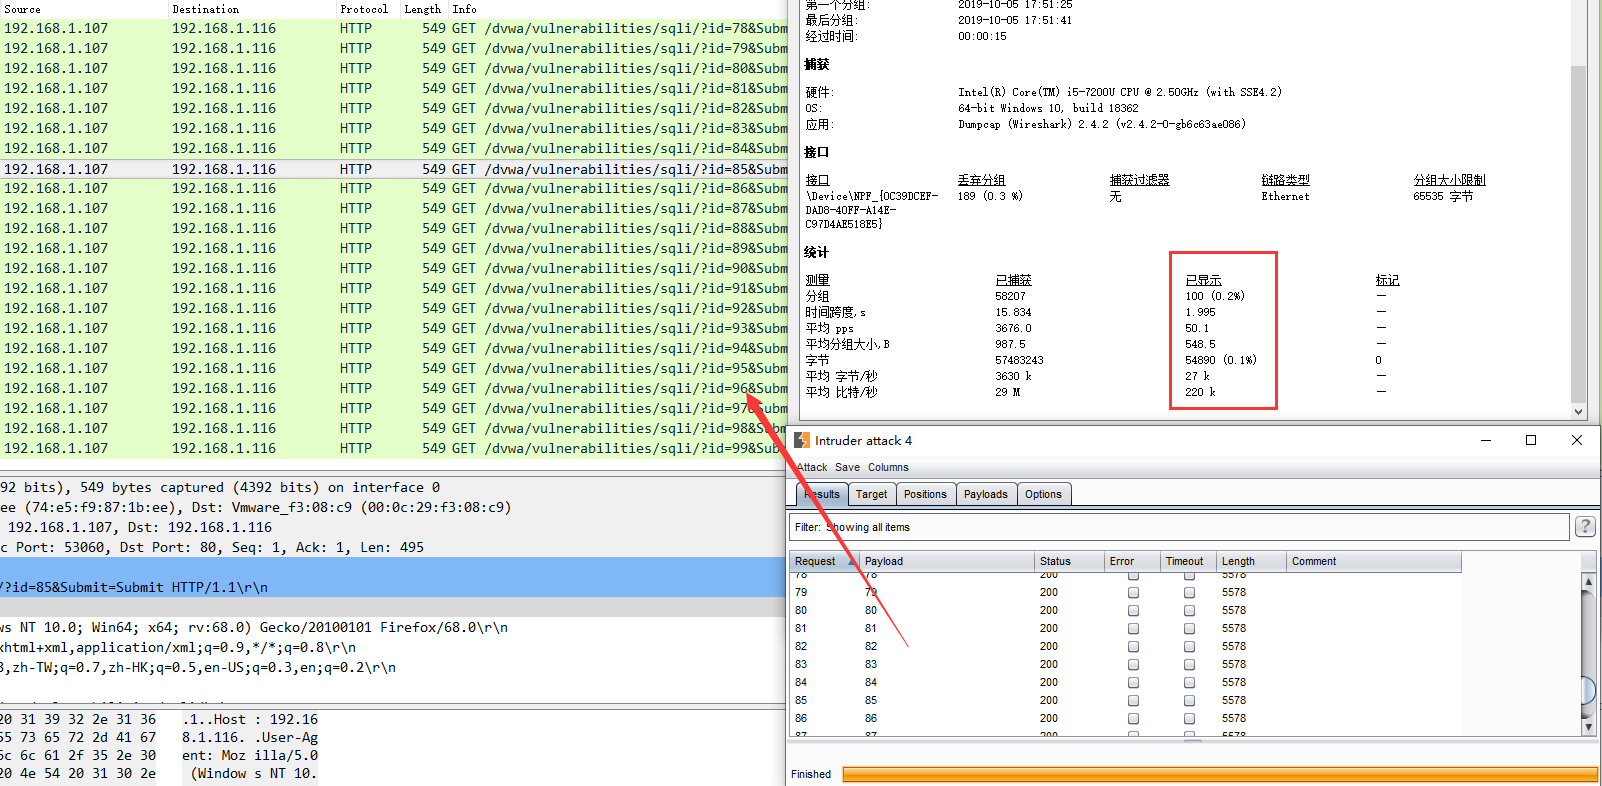 Source Destination Protocol Length Info
192.168.1.107 192.168.1.116 HTTP 549 GET /dvwa/vulnerabilities/sqli/?id=78&Subm
192.168.1.107 192.168.1.116 HTTP 549 GET /dvwa/vulnerabilities/sqli/?id=79&Subm
192.168.1.107 192.168.1.116 HTTP 549 GET /dvwa/vulnerabilities/sqli/?id=80&Subm
192.168.1.107 192.168.1.116 HTTP 549 GET /dvwa/vulnerabilities/sqli/?id=81&Subm
192.168.1.107 192.168.1.116 HTTP 549 GET /dvwa/vulnerabilities/sqli/?id=82&Subm
192.168.1.107 192.168.1.116 HTTP 549 GET /dvwa/vulnerabilities/sqli/?id=83&Subm
192.168.1.107 192.168.1.116 HTTP 549 GET /dvwa/vulnerabilities/sqli/?id=84&Subm
192.168.1.107 192.168.1.116 HTTP 549 GET /dvwa/vulnerabilities/sqli/?id=85&Subm
192.168.1.107 192.168.1.116 HTTP 549 GET /dvwa/vulnerabilities/sqli/?id=86&Subm
192.168.1.107 192.168.1.116 HTTP 549 GET /dvwa/vulnerabilities/sqli/?id=87&Subm
192.168.1.107 192.168.1.116 HTTP 549 GET /dvwa/vulnerabilities/sqli/?id=88&Subm
192.168.1.107 192.168.1.116 HTTP 549 GET /dvwa/vulnerabilities/sqli/?id=89&Subm
192.168.1.107 192.168.1.116 HTTP 549 GET /dvwa/vulnerabilities/sqli/?id=90&Subm
192.168.1.107 192.168.1.116 HTTP 549 GET /dvwa/vulnerabilities/sqli/?id=91&Subm
192.168.1.107 192.168.1.116 HTTP 549 GET /dvwa/vulnerabilities/sqli/?id=92&Subm
192.168.1.107 192.168.1.116 HTTP 549 GET /dvwa/vulnerabilities/sqli/?id=93&Subm
192.168.1.107 192.168.1.116 HTTP 549 GET /dvwa/vulnerabilities/sqli/?id=94&Subm
192.168.1.107 192.168.1.116 HTTP 549 GET /dvwa/vulnerabilities/sqli/?id=95&Subm
192.168.1.107 192.168.1.116 HTTP 549 GET /dvwa/vulnerabilities/sqli/?id=96&Subm
192.168.1.107 192.168.1.116 HTTP 549 GET /dvwa/vulnerabilities/sqli/?id=97&Subm
192.168.1.107 192.168.1.116 HTTP 549 GET /dvwa/vulnerabilities/sqli/?id=98&Subm
192.168.1.107 192.168.1.116 HTTP 549 GET /dvwa/vulnerabilities/sqli/?id=99&Subm
92 bits), 549 bytes captured (4392 bits) on interface 0
ee (74:e5:f9:87:1b:ee), Dst: Vmware_f3:08:c9 (00:0c:29:f3:08:c9)
192.168.1.107, Dst: 192.168.1.116
c Port: 53060, Dst Port: 80, Seq: 1, Ack: 1, Len: 495
/?id=85&Submit=Submit HTTP/1.1\r\n
ws NT 10.0; Win64; x64; rv:68.0) Gecko/20100101 Firefox/68.0\r\n
xhtml+xml,application/xml;q=0.9,*/*;q=0.8\r\n
8,zh-TW;q=0.7,zh-HK;q=0.5,en-US;q=0.3,en;q=0.2\r\n
20 31 39 32 2e 31 36 .1..Host : 192.16
55 73 65 72 2d 41 67 8.1.116. .User-Ag
6c 6c 61 2f 35 2e 30 ent: Moz illa/5.0
20 4e 54 20 31 30 2e (Window s NT 10.
第一个分组: 2019-10-05 17:51:25
最后分组: 2019-10-05 17:51:41
经过时间: 00:00:15
捕获
硬件: Intel(R) Core(TM) i5-7200U CPU @ 2.50GHz (with SSE4.2)
OS: 64-bit Windows 10, build 18362
应用: Dumpcap (Wireshark) 2.4.2 (v2.4.2-0-gb6c63ae086)
接口
接口 丢弃分组 捕获过滤器 链路类型 分组大小限制
\Device\NPF_{0C39DCEF- 189 (0.3 %) 无 Ethernet 65535 字节
DAD8-40FF-A14E-
C97D4AE518E5}
统计
测量 已捕获 已显示 标记
分组 58207 100 (0.2%) —
时间跨度,s 15.834 1.995 —
平均 pps 3676.0 50.1 —
平均分组大小,B 987.5 548.5 —
字节 57483243 54890 (0.1%) 0
平均 字节/秒 3630 k 27 k —
平均 比特/秒 29 M 220 k —
Intruder attack 4
Attack Save Columns
Results Target Positions Payloads Options
Filter: Showing all items ?
Request Payload Status Error Timeout Length Comment
78 78 200 5578
79 79 200 5578
80 80 200 5578
81 81 200 5578
82 82 200 5578
83 83 200 5578
84 84 200 5578
85 85 200 5578
86 86 200 5578
87 87 200 5578
Finished